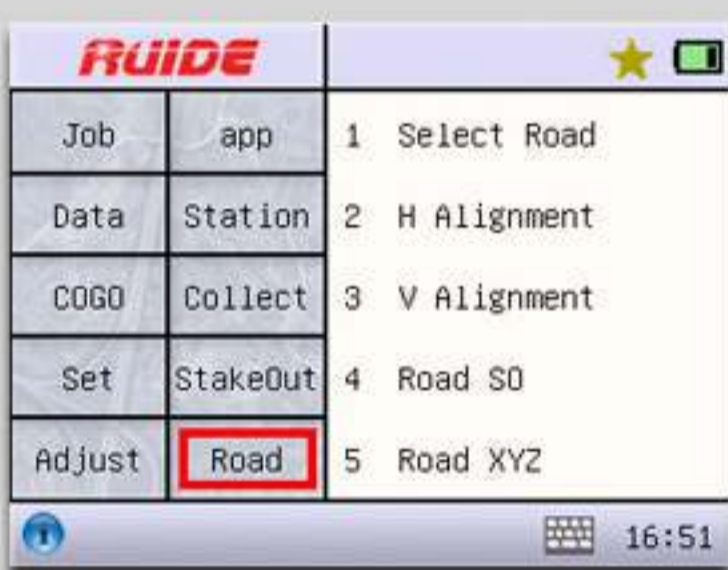 RUIDE
Job
app
Data
Station
COGO
Collect
Set
StakeOut
Adjust
Road
1 Select Road
2 H Alignment
3 V Alignment
4 Road SO
5 Road XYZ
16:51